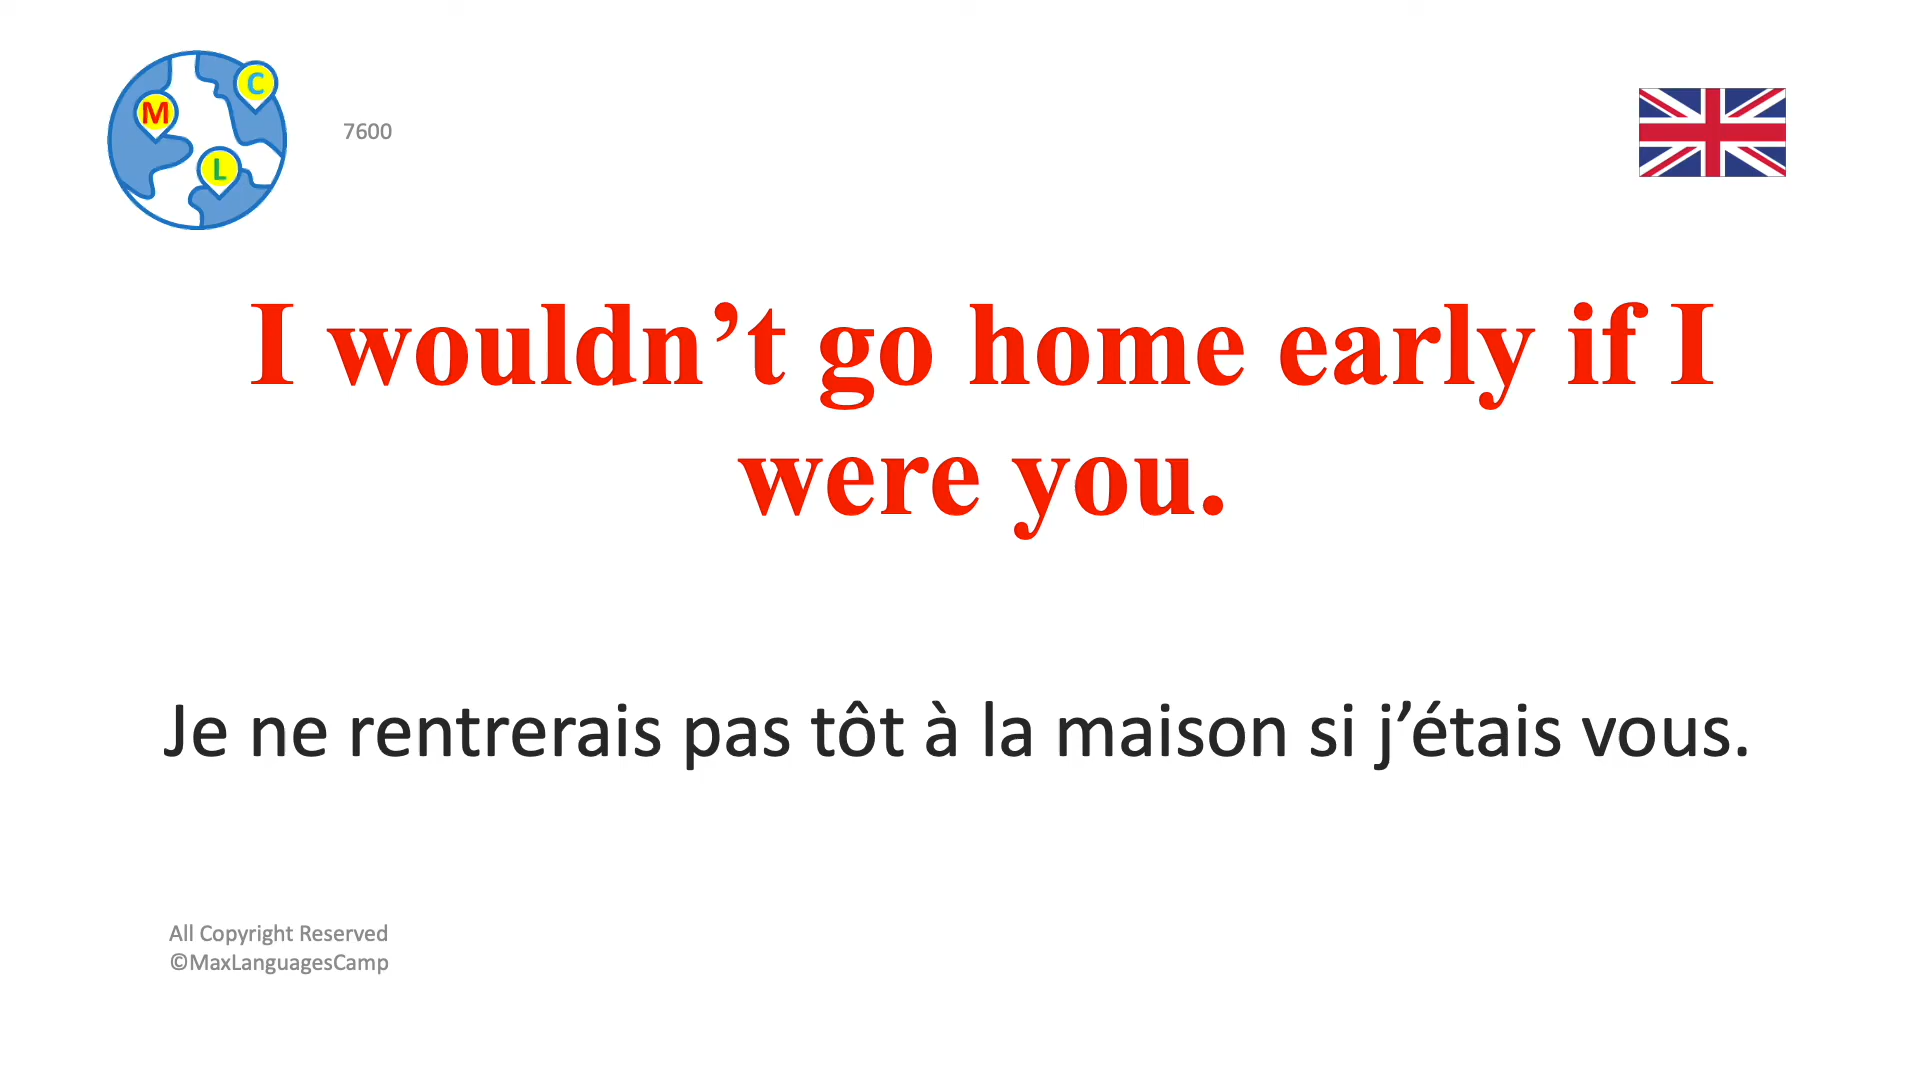 M
C
L
7600
I wouldn’t go home early if I
were you.
Je ne rentrerais pas tôt à la maison si j’étais vous.
All Copyright Reserved
©MaxLanguagesCamp